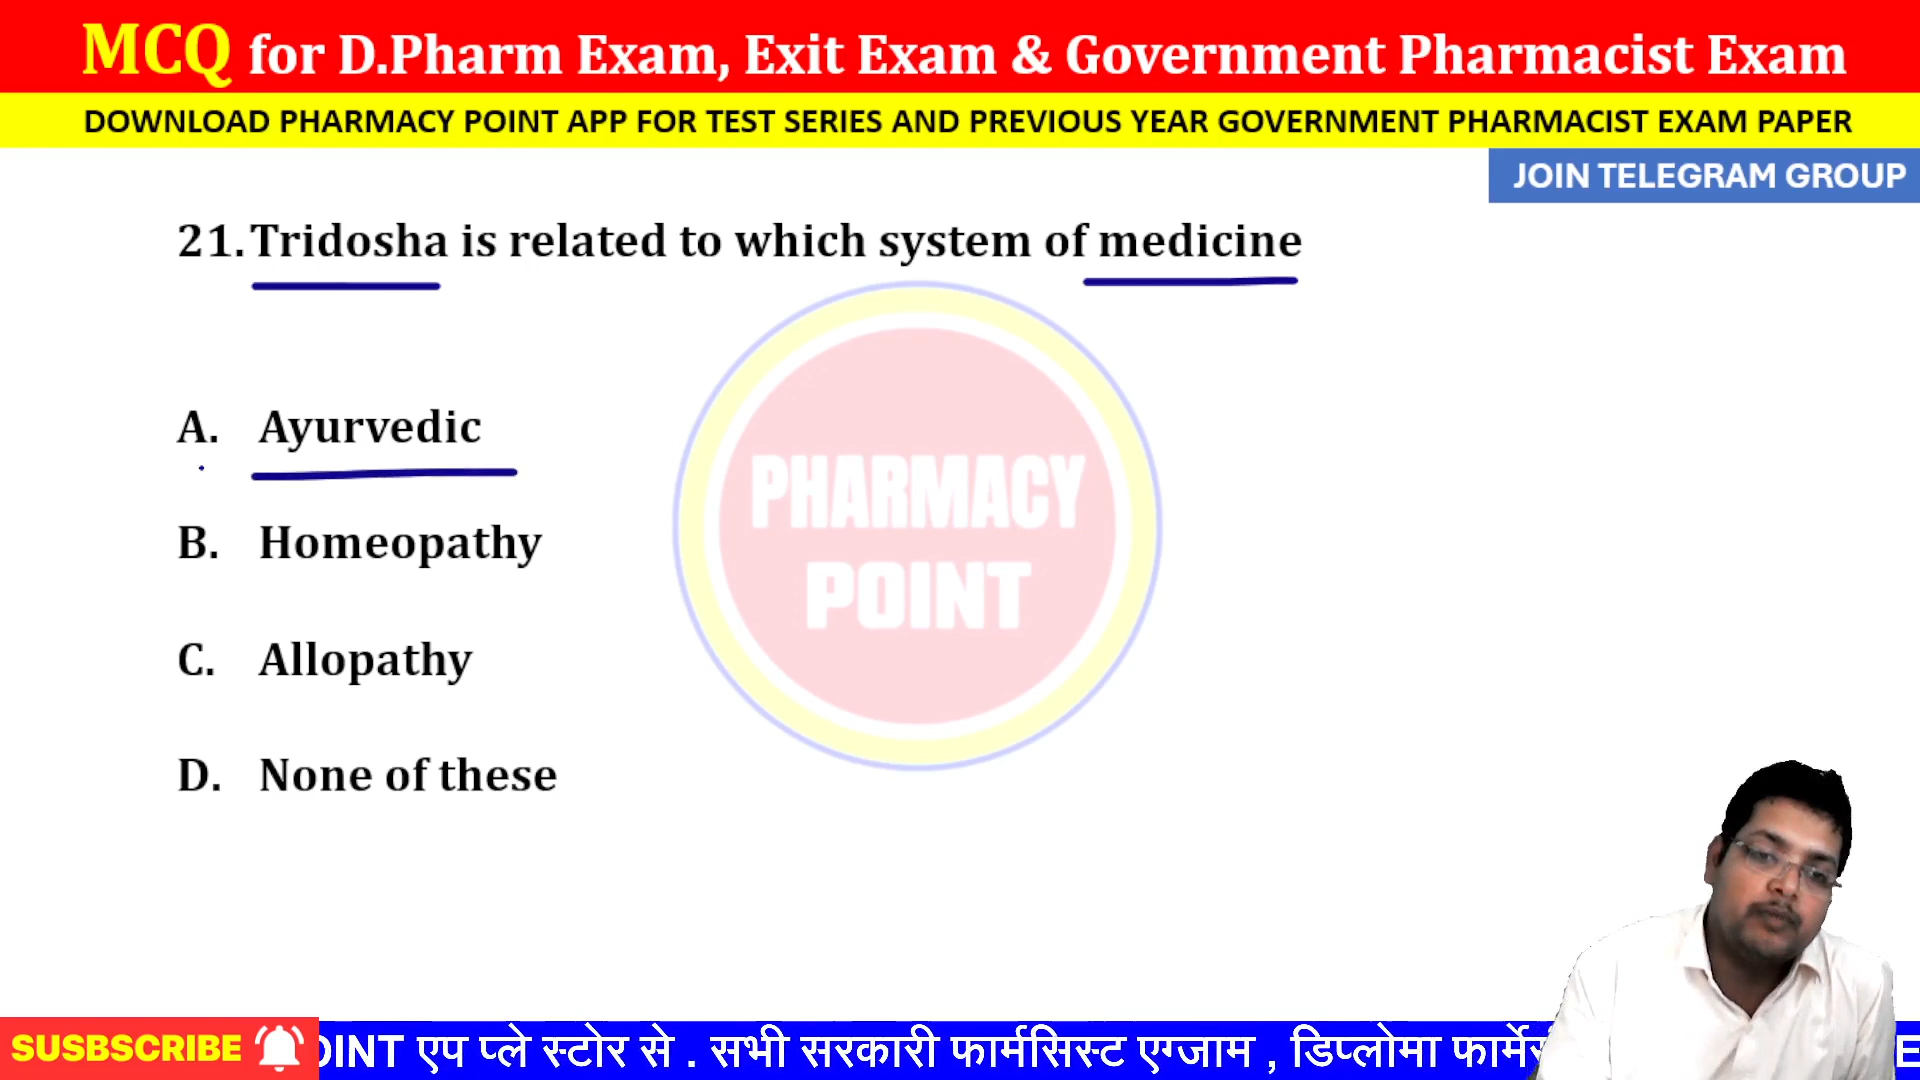 MCQ for D.Pharm Exam, Exit Exam & Government Pharmacist Exam
DOWNLOAD PHARMACY POINT APP FOR TEST SERIES AND PREVIOUS YEAR GOVERNMENT PHARMACIST EXAM PAPER
JOIN TELEGRAM GROUP
21. Tridosha is related to which system of medicine
A. Ayurvedic
B. Homeopathy
C. Allopathy
D. None of these
PHARMACY
POINT
SUSBSCRIBE
OINT एप प्ले स्टोर से . सभी सरकारी फार्मसिस्ट एग्जाम , डिप्लोमा